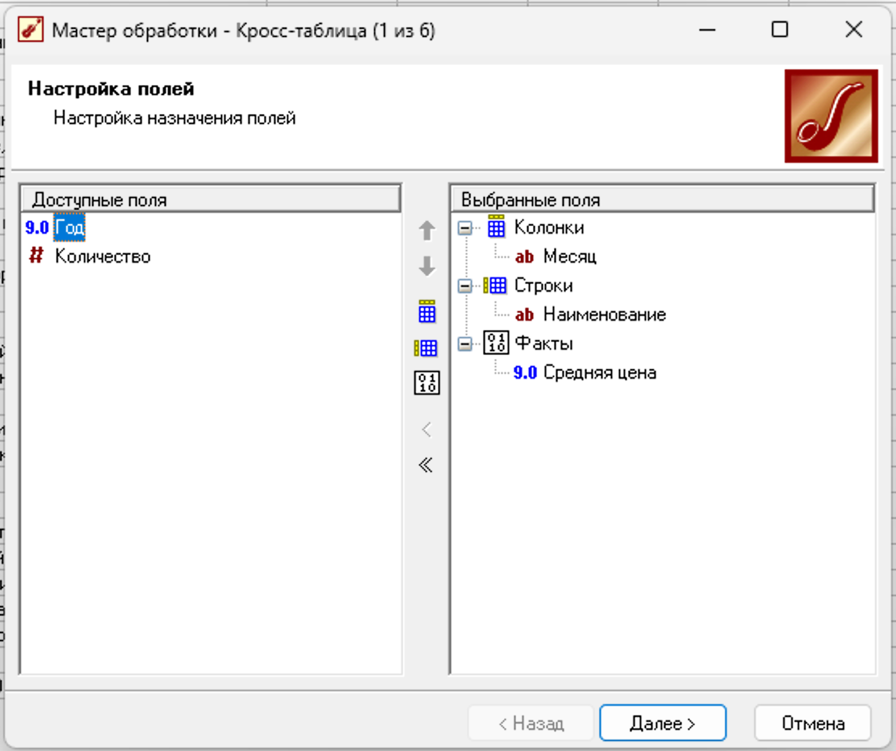 Мастер обработки - Кросс-таблица (1 из 6)
Настройка полей
Настройка назначения полей
Доступные поля
9.0 Год
# Количество
Выбранные поля
Колонки
ab Месяц
Строки
ab Наименование
Факты
9.0 Средняя цена
< Назад
Далее >
Отмена